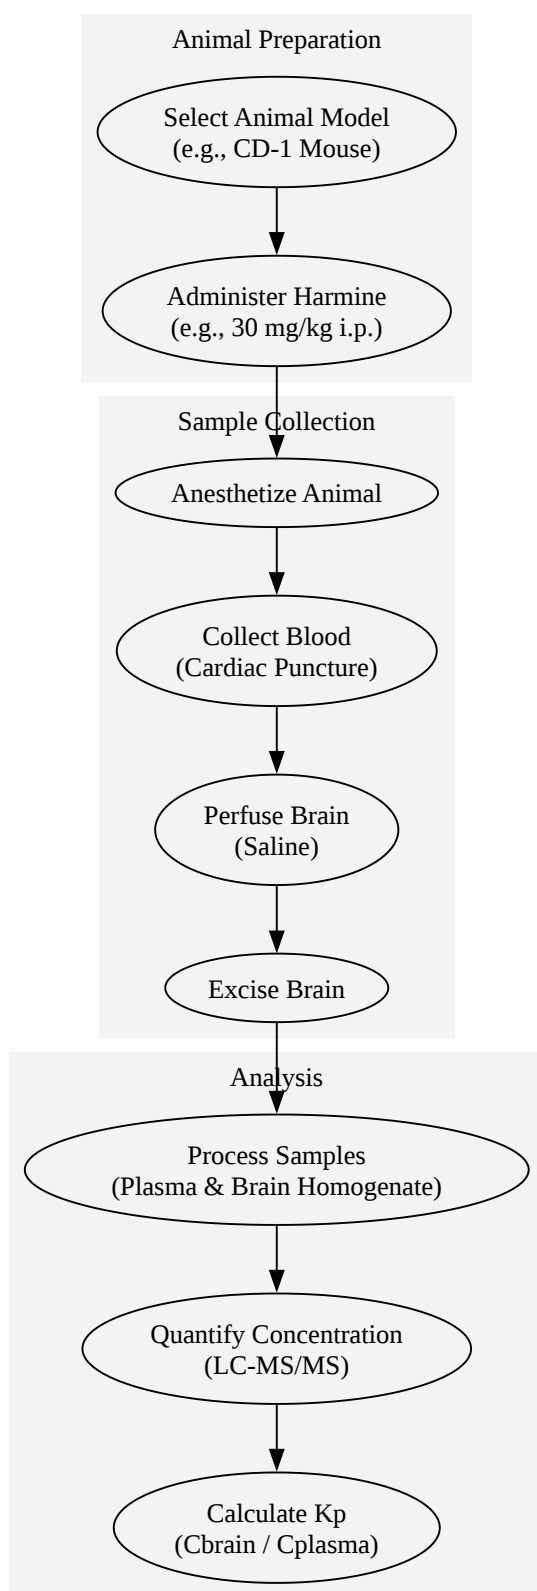 Animal Preparation
Select Animal Model
(e.g., CD-1 Mouse)
Administer Harmine
(e.g., 30 mg/kg i.p.)
Sample Collection
Anesthetize Animal
Collect Blood
(Cardiac Puncture)
Perfuse Brain
(Saline)
Excise Brain
Analysis
Process Samples
(Plasma & Brain Homogenate)
Quantify Concentration
(LC-MS/MS)
Calculate Kp
(Cbrain / Cplasma)